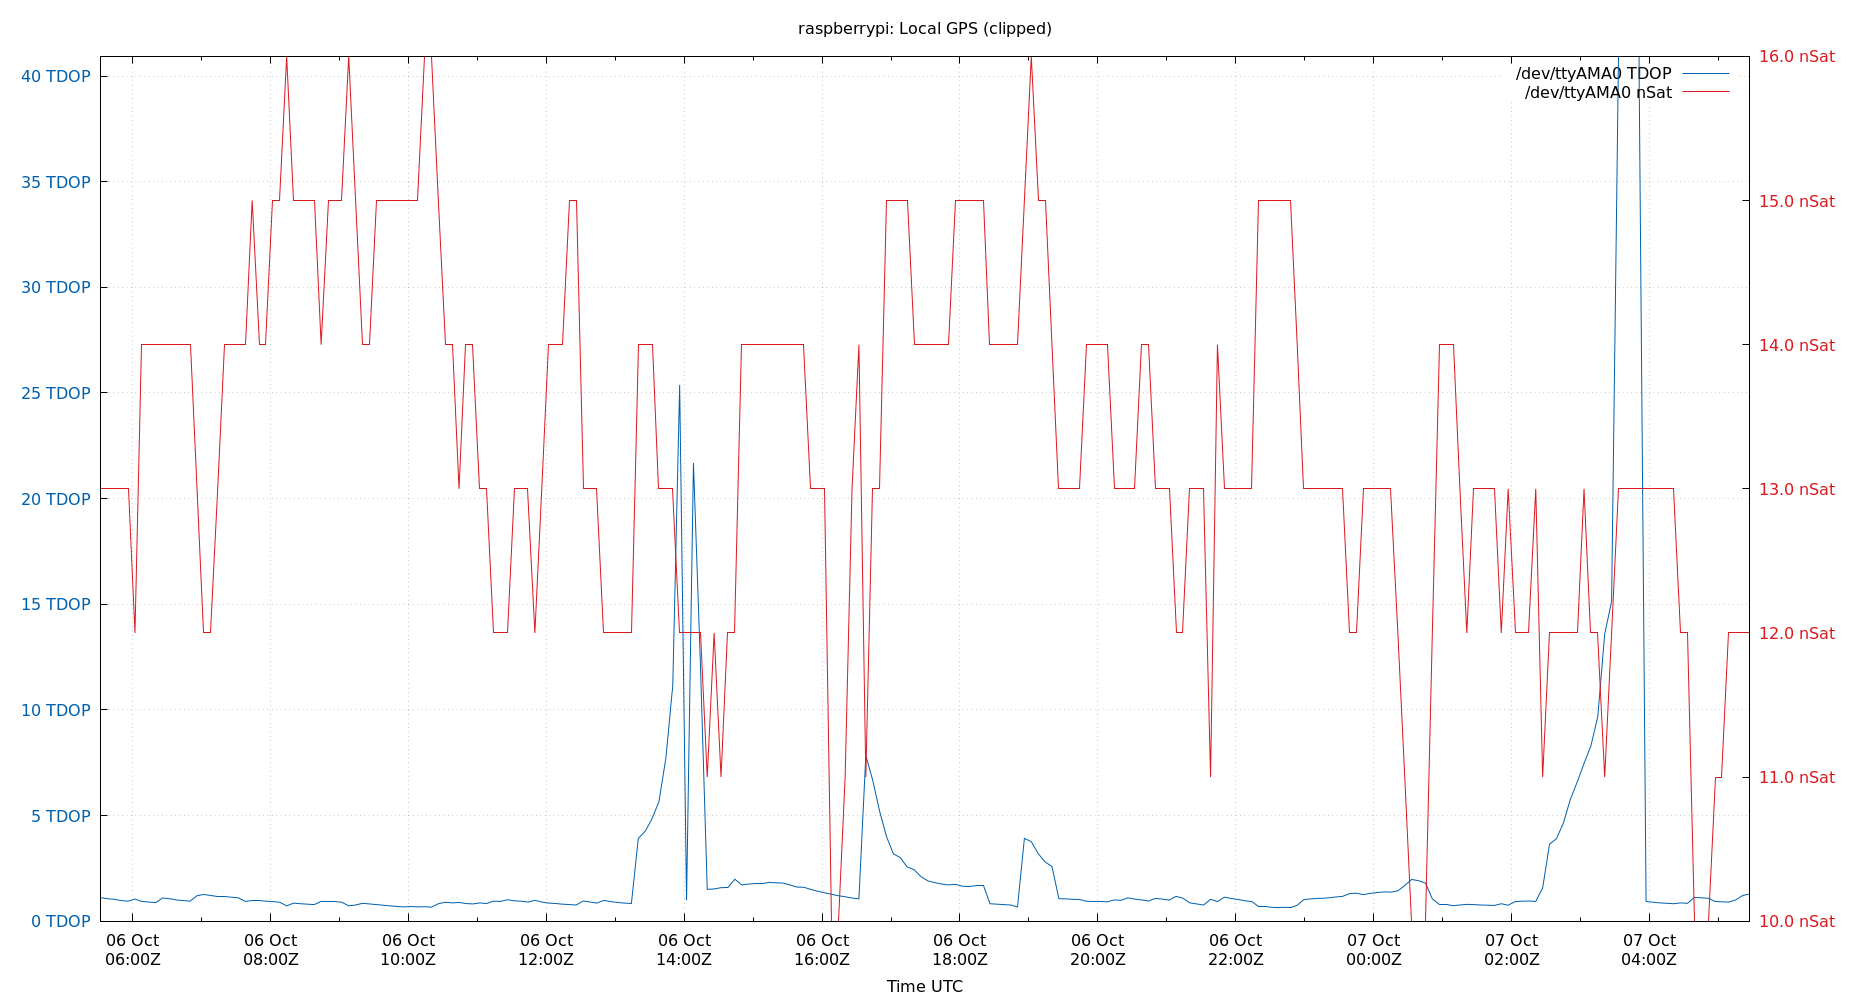 raspberrypi: Local GPS (clipped)
40 TDOP
35 TDOP
30 TDOP
25 TDOP
20 TDOP
15 TDOP
10 TDOP
5 TDOP
0 TDOP
/dev/ttyAMA0 TDOP
/dev/ttyAMA0 nSat
16.0 nSat
15.0 nSat
14.0 nSat
13.0 nSat
12.0 nSat
11.0 nSat
10.0 nSat
06 Oct 06 Oct 06 Oct 06 Oct 06 Oct 06 Oct 06 Oct 06 Oct 06 Oct 07 Oct 07 Oct 07 Oct
06:00Z 08:00Z 10:00Z 12:00Z 14:00Z 16:00Z 18:00Z 20:00Z 22:00Z 00:00Z 02:00Z 04:00Z
Time UTC